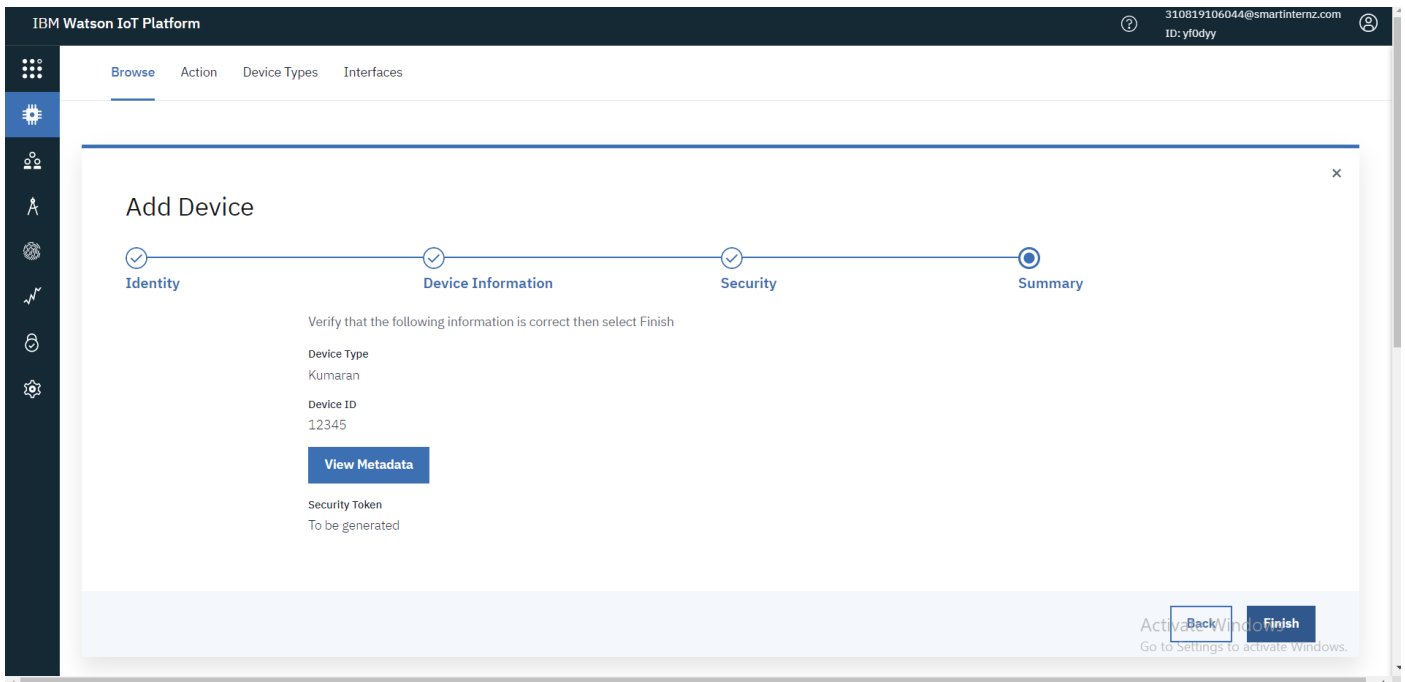 IBM Watson IoT Platform
310819106044@smartinternz.com
ID: yf0dyy
Browse Action Device Types Interfaces
Add Device
Identity Device Information Security Summary
Verify that the following information is correct then select Finish
Device Type
Kumaran
Device ID
12345
View Metadata
Security Token
To be generated
Back Finish
Activate Windows
Go to Settings to activate Windows.